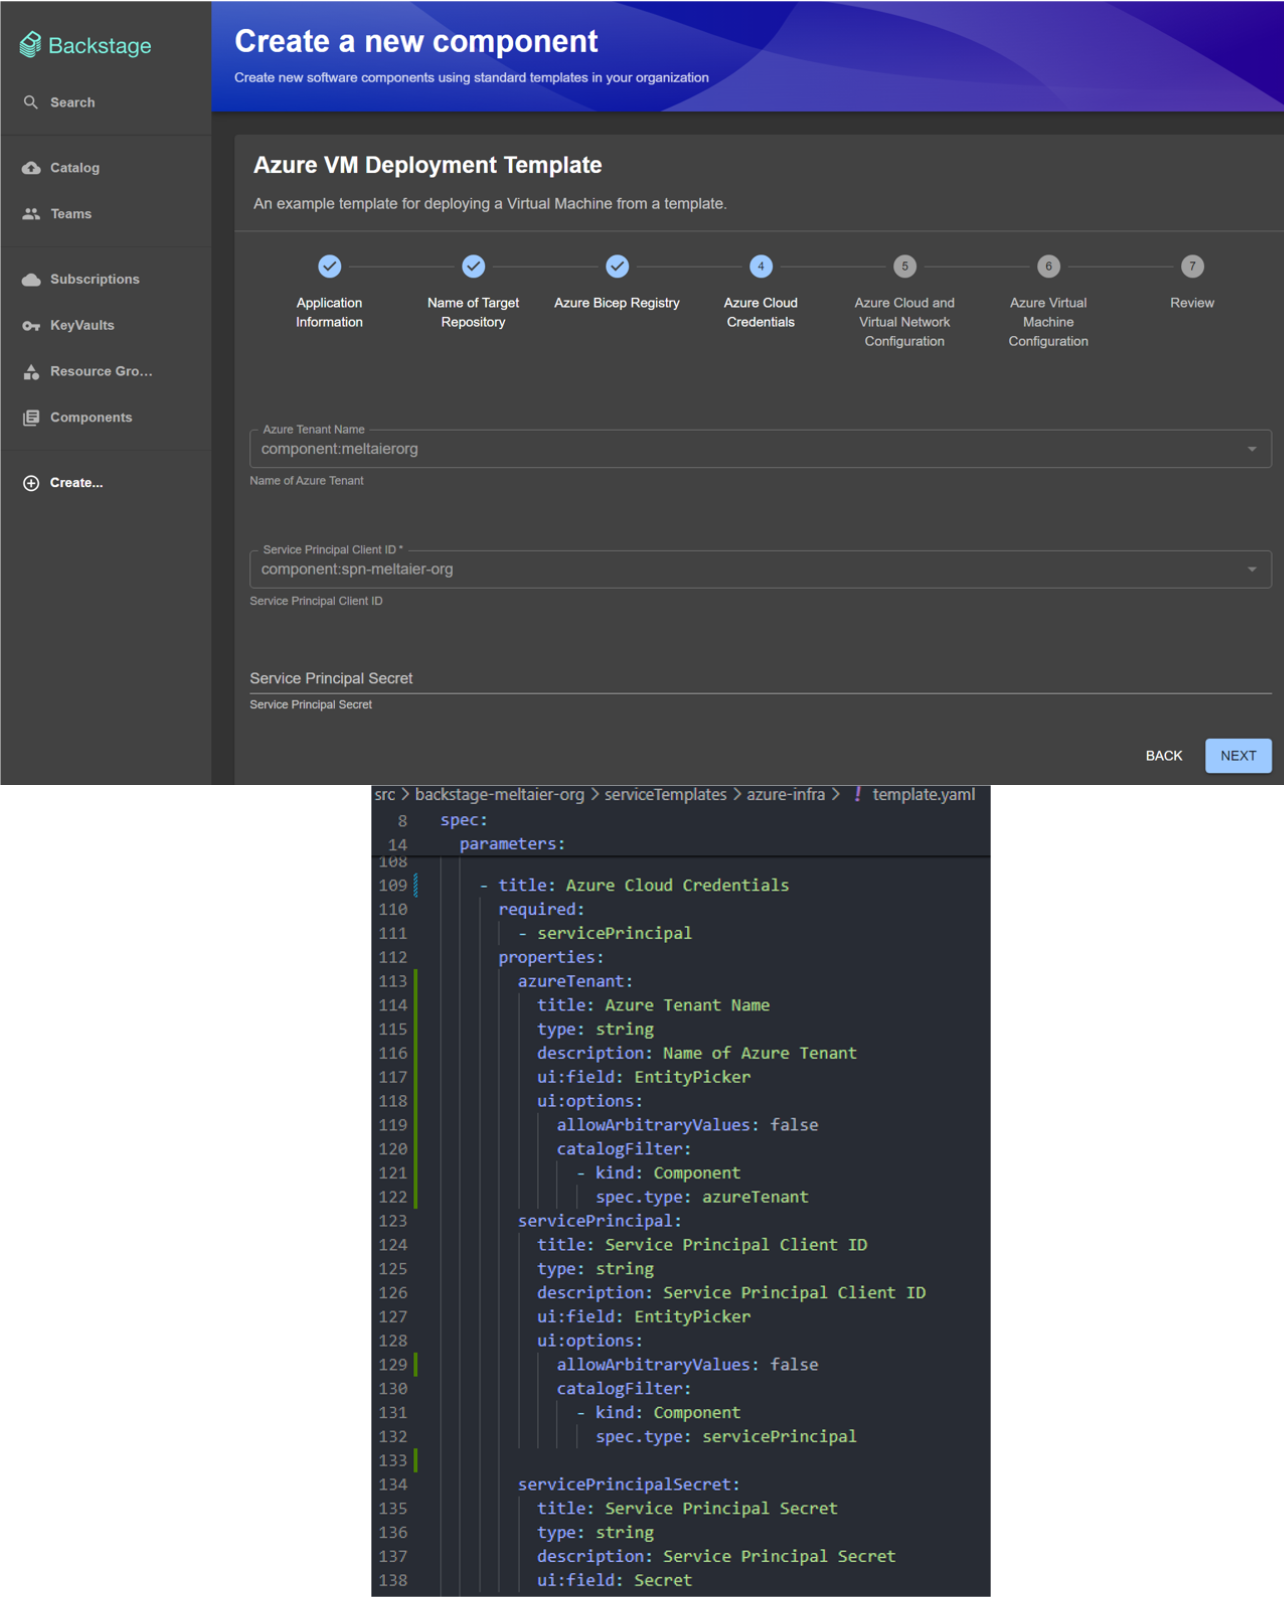 Backstage
Search
Catalog
Teams
Subscriptions
KeyVaults
Resource Gro...
Components
Create...
Create a new component
Create new software components using standard templates in your organization
Azure VM Deployment Template
An example template for deploying a Virtual Machine from a template.
4
5
6
7
Application
Information
Name of Target
Repository
Azure Bicep Registry
Azure Cloud
Credentials
Azure Cloud and
Virtual Network
Configuration
Azure Virtual
Machine
Configuration
Review
Azure Tenant Name
component:meltaierorg
Name of Azure Tenant
Service Principal Client ID *
component:spn-meltaier-org
Service Principal Client ID
Service Principal Secret
Service Principal Secret
BACK
NEXT
src > backstage-meltaier-org > serviceTemplates > azure-infra > ! template.yaml
8 spec:
14 parameters:
108
109 - title: Azure Cloud Credentials
110 required:
111 - servicePrincipal
112 properties:
113 azureTenant:
114 title: Azure Tenant Name
115 type: string
116 description: Name of Azure Tenant
117 ui:field: EntityPicker
118 ui:options:
119 allowArbitraryValues: false
120 catalogFilter:
121 - kind: Component
122 spec.type: azureTenant
123 servicePrincipal:
124 title: Service Principal Client ID
125 type: string
126 description: Service Principal Client ID
127 ui:field: EntityPicker
128 ui:options:
129 allowArbitraryValues: false
130 catalogFilter:
131 - kind: Component
132 spec.type: servicePrincipal
133
134 servicePrincipalSecret:
135 title: Service Principal Secret
136 type: string
137 description: Service Principal Secret
138 ui:field: Secret